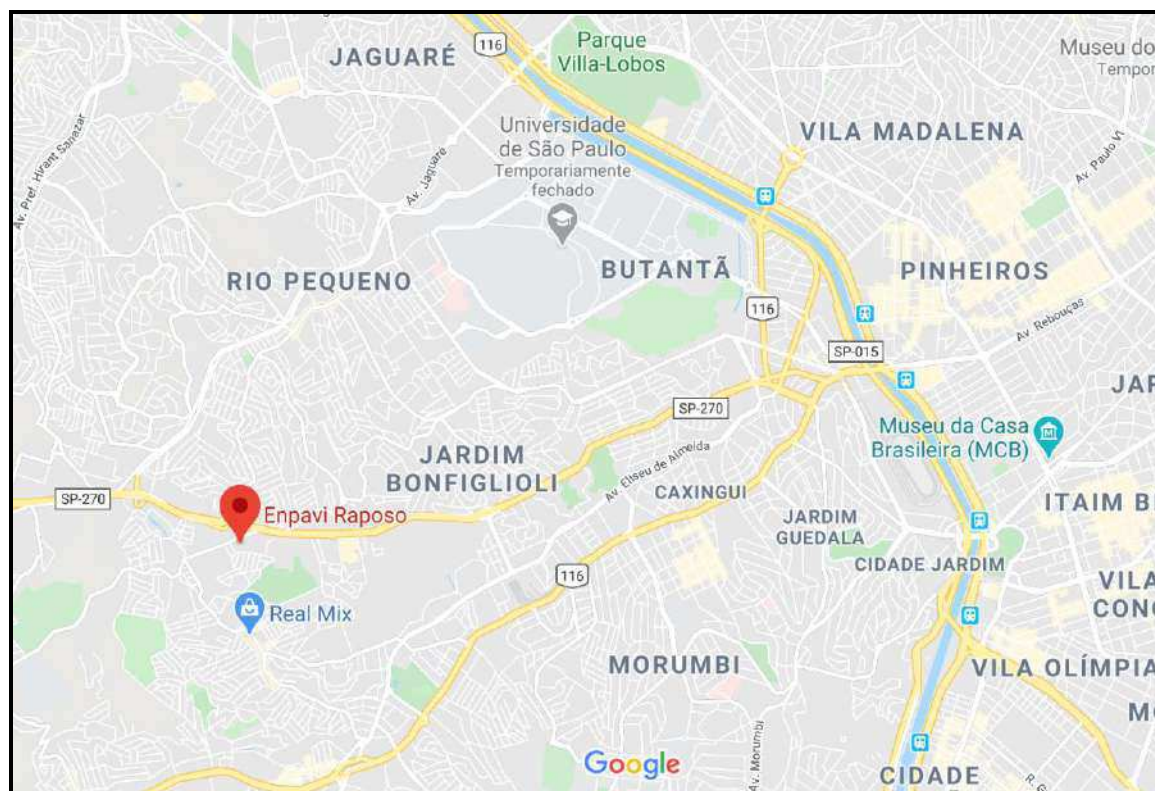 116
JAGUARÉ
Parque
Villa-Lobos
Museu do
Tempor
Universidade
de São Paulo
Temporariamente
fechado
VILA MADALENA
Av. Paulo VI
Av. Pref. Hirant Sanazar
Av. Jaguaré
RIO PEQUENO
BUTANTÃ
PINHEIROS
116
Av. Rebouças
SP-015
JAR
SP-270
Museu da Casa
Brasileira (MCB)
JARDIM
BONFIGLIOLI
Av. Eliseu de Almeida
CAXINGUI
SP-270
Enpavi Raposo
JARDIM
GUEDALA
ITAIM B
CIDADE JARDIM
116
VILA
CONC
Real Mix
MORUMBI
VILA OLÍMPIA
M
Av. Morumbi
Google
CIDADE
R. G